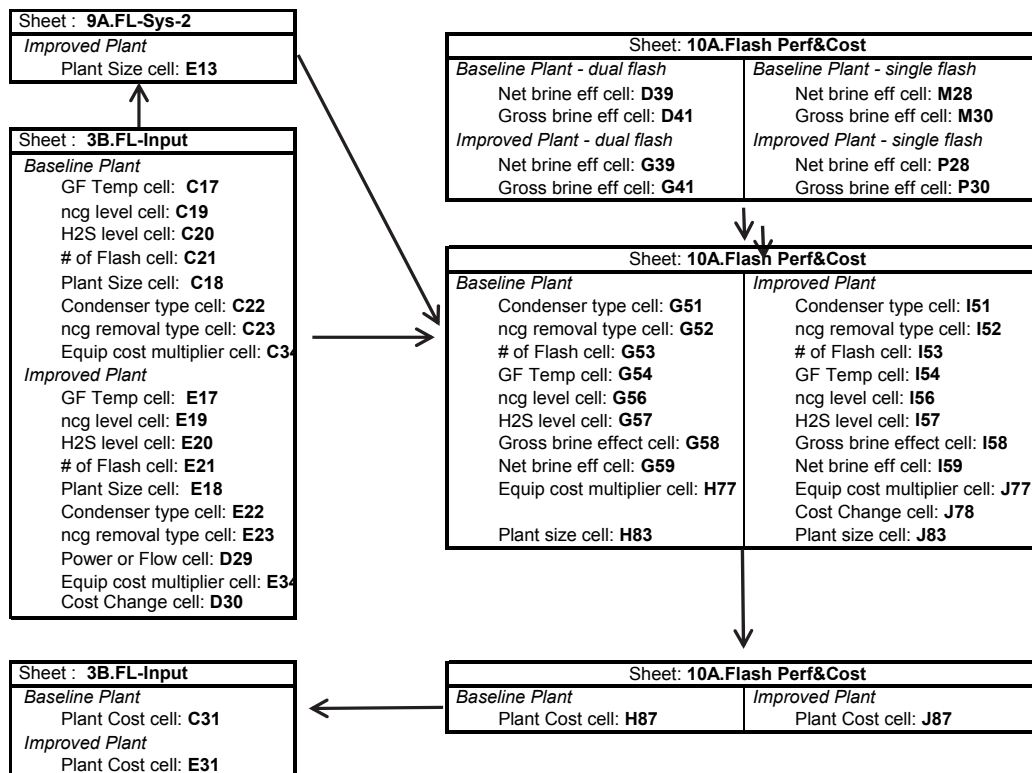 Sheet : 9A.FL-Sys-2
Improved Plant
Plant Size cell: E13
Sheet : 3B.FL-Input
Baseline Plant
GF Temp cell: C17
ncg level cell: C19
H2S level cell: C20
# of Flash cell: C21
Plant Size cell: C18
Condenser type cell: C22
ncg removal type cell: C23
Equip cost multiplier cell: C34
Improved Plant
GF Temp cell: E17
ncg level cell: E19
H2S level cell: E20
# of Flash cell: E21
Plant Size cell: E18
Condenser type cell: E22
ncg removal type cell: E23
Power or Flow cell: D29
Equip cost multiplier cell: E34
Cost Change cell: D30
Sheet: 10A.Flash Perf&Cost
Baseline Plant - dual flash
Net brine eff cell: D39
Gross brine eff cell: D41
Improved Plant - dual flash
Net brine eff cell: G39
Gross brine eff cell: G41
Baseline Plant - single flash
Net brine eff cell: M28
Gross brine eff cell: M30
Improved Plant - single flash
Net brine eff cell: P28
Gross brine eff cell: P30
Sheet: 10A.Flash Perf&Cost
Baseline Plant
Condenser type cell: G51
ncg removal type cell: G52
# of Flash cell: G53
GF Temp cell: G54
ncg level cell: G56
H2S level cell: G57
Gross brine effect cell: G58
Net brine eff cell: G59
Equip cost multiplier cell: H77
Plant size cell: H83
Improved Plant
Condenser type cell: I51
ncg removal type cell: I52
# of Flash cell: I53
GF Temp cell: I54
ncg level cell: I56
H2S level cell: I57
Gross brine effect cell: I58
Net brine eff cell: I59
Equip cost multiplier cell: J77
Cost Change cell: J78
Plant size cell: J83
Sheet: 10A.Flash Perf&Cost
Baseline Plant
Plant Cost cell: H87
Improved Plant
Plant Cost cell: J87
Sheet : 3B.FL-Input
Baseline Plant
Plant Cost cell: C31
Improved Plant
Plant Cost cell: E31